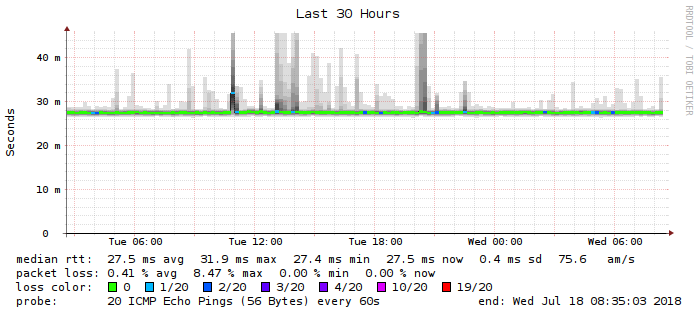 Last 30 Hours
RRDTOOL / TOBI OETIKER
Seconds
40 m
30 m
20 m
10 m
0
Tue 06:00 Tue 12:00 Tue 18:00 Wed 00:00 Wed 06:00
median rtt: 27.5 ms avg 31.9 ms max 27.4 ms min 27.5 ms now 0.4 ms sd 75.6 am/s
packet loss: 0.41 % avg 8.47 % max 0.00 % min 0.00 % now
loss color: 0 1/20 2/20 3/20 4/20 10/20 19/20
probe: 20 ICMP Echo Pings (56 Bytes) every 60s end: Wed Jul 18 08:35:03 2018